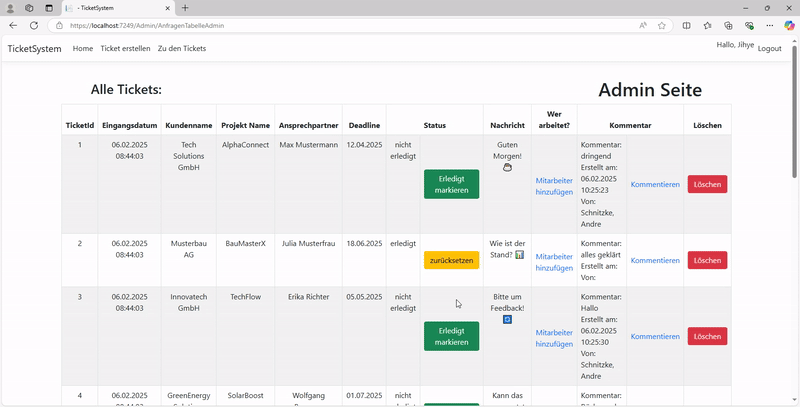 - TicketSystem
https://localhost:7249/Admin/AnfragenTabelleAdmin
TicketSystem Home Ticket erstellen Zu den Tickets Hallo, Jihye Logout
Alle Tickets: Admin Seite
TicketId Eingangsdatum Kundenname Projekt Name Ansprechpartner Deadline Status Nachricht Wer arbeitet? Kommentar Löschen
1 06.02.2025 Tech AlphaConnect Max Mustermann 12.04.2025 nicht Guten Kommentar:
08:44:03 Solutions erledigt Morgen! dringend
GmbH Erstellt am:
Erledigt markieren Mitarbeiter hinzufügen 06.02.2025 Kommentieren Löschen
10:25:23
Von:
Schnitzke,
Andre
2 06.02.2025 Musterbau BauMasterX Julia Musterfrau 18.06.2025 erledigt Wie ist der Kommentar:
08:44:03 AG Stand? alles geklärt
zurücksetzen Mitarbeiter hinzufügen Erstellt am: Kommentieren Löschen
Von:
3 06.02.2025 Innovatech TechFlow Erika Richter 05.05.2025 nicht Bitte um Kommentar:
08:44:03 GmbH erledigt Feedback! Hallo
Erstellt am:
Erledigt markieren Mitarbeiter hinzufügen 06.02.2025 Kommentieren Löschen
10:25:30
Von:
Schnitzke,
Andre
4 06.02.2025 GreenEnergy SolarBoost Wolfgang 01.07.2025 nicht Kann das Kommentar: